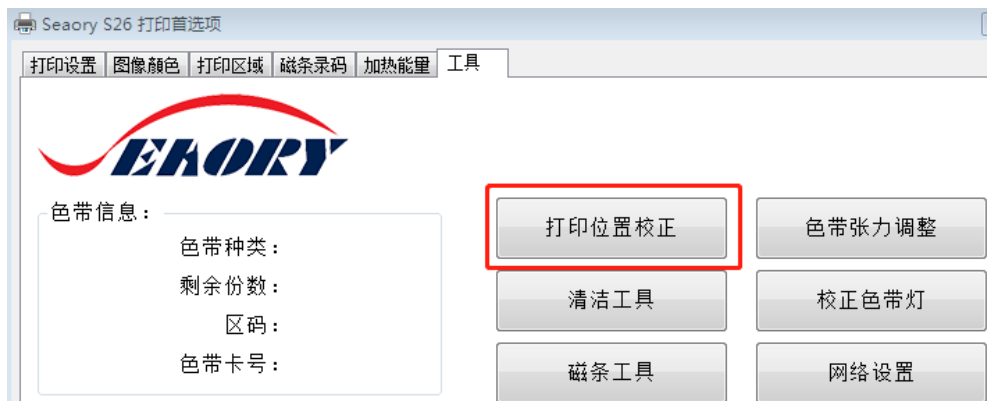 Seaory S26 打印首选项
打印设置 图像颜色 打印区域 磁条录码 加热能量 工具
SEAORY
色带信息：
色带种类：
剩余份数：
区码：
色带卡号：
打印位置校正 色带张力调整
清洁工具 校正色带灯
磁条工具 网络设置